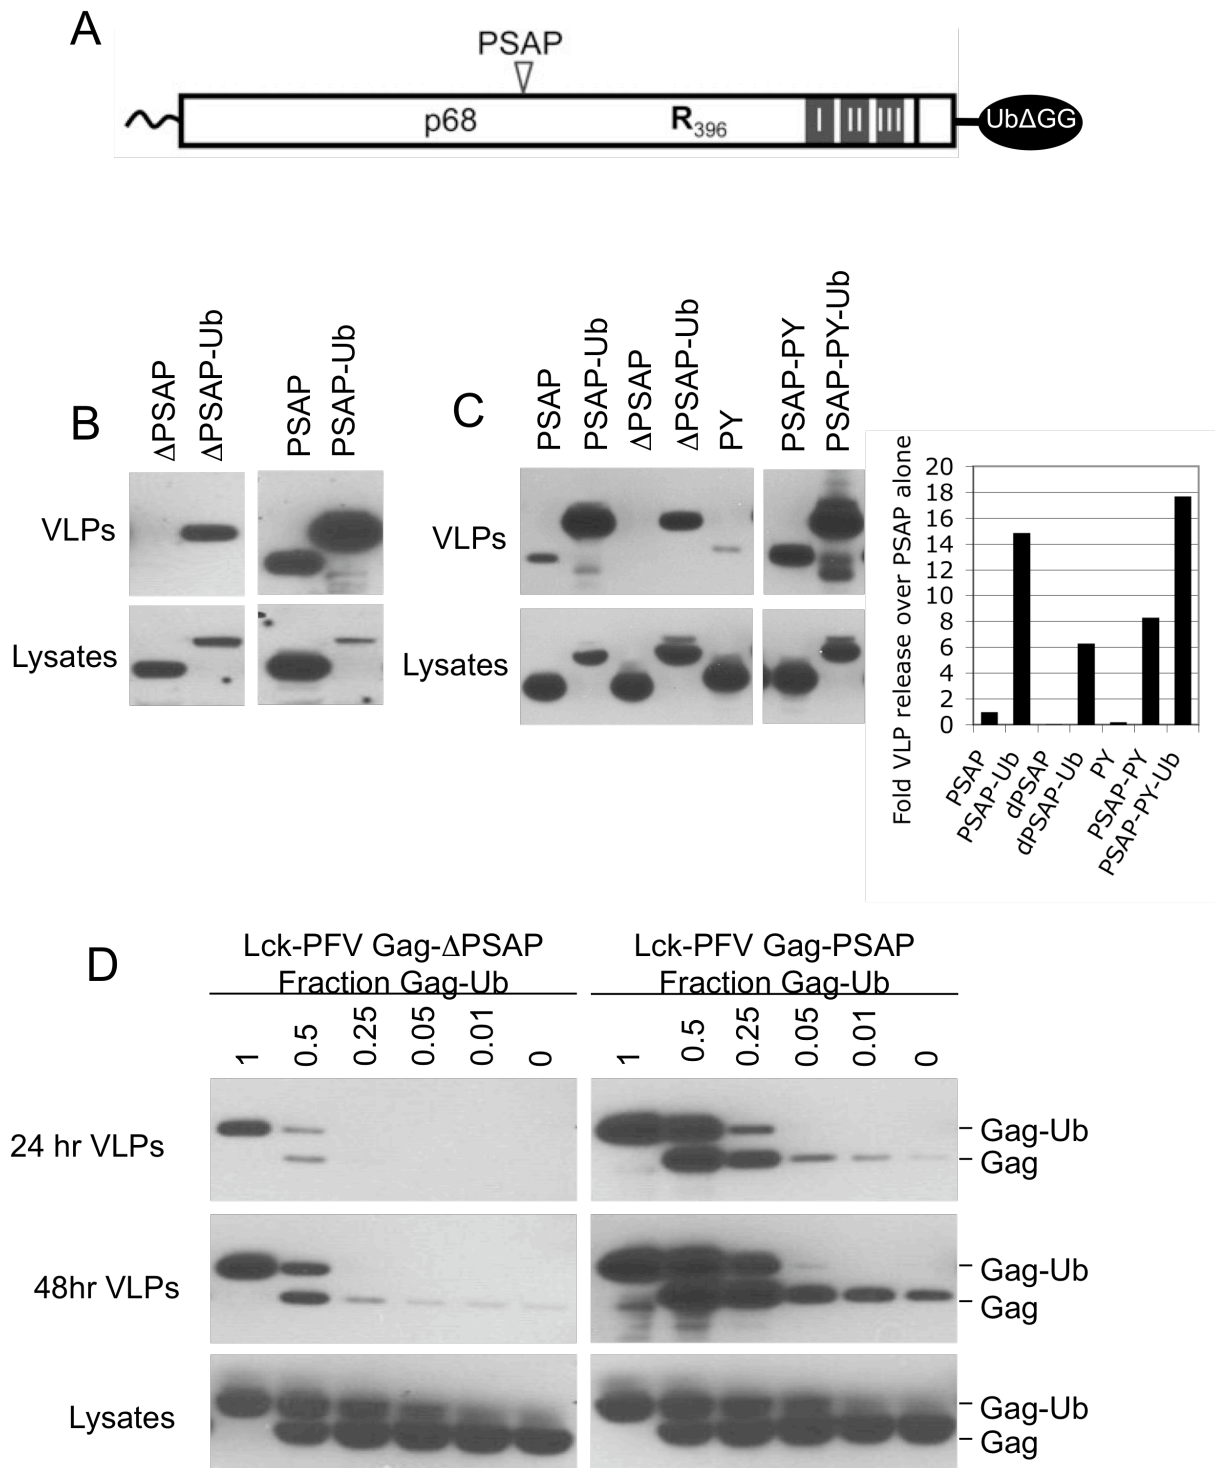 A
PSAP
p68
R396
I II III
UbΔGG
B
ΔPSAP
ΔPSAP-Ub
PSAP
PSAP-Ub
VLPs
Lysates
C
PSAP
PSAP-Ub
ΔPSAP
ΔPSAP-Ub
PY
PSAP-PY
PSAP-PY-Ub
VLPs
Lysates
Fold VLP release over PSAP alone
20
18
16
14
12
10
8
6
4
2
0
PSAP
PSAP-Ub
dPSAP
dPSAP-Ub
PY
PSAP-PY
PSAP-PY-Ub
D
Lck-PFV Gag-ΔPSAP
Fraction Gag-Ub
1 0.5 0.25 0.05 0.01 0
Lck-PFV Gag-PSAP
Fraction Gag-Ub
1 0.5 0.25 0.05 0.01 0
24 hr VLPs
Gag-Ub
Gag
48hr VLPs
Gag-Ub
Gag
Lysates
Gag-Ub
Gag